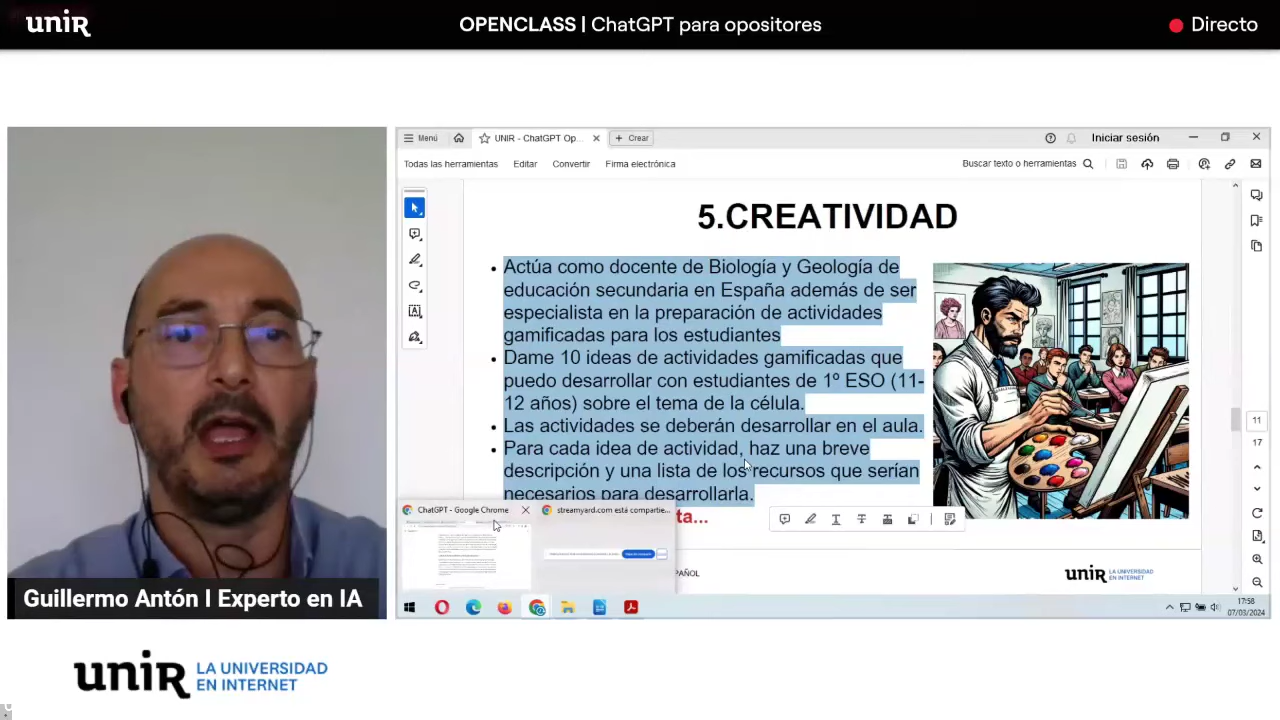 uniR
OPENCLASS | ChatGPT para opositores
Directo
Menú
UNIR - ChatGPT Op...
Crear
Iniciar sesión
Todas las herramientas
Editar
Convertir
Firma electrónica
Buscar texto o herramientas
5.CREATIVIDAD
• Actúa como docente de Biología y Geología de
educación secundaria en España además de ser
especialista en la preparación de actividades
gamificadas para los estudiantes
• Dame 10 ideas de actividades gamificadas que
puedo desarrollar con estudiantes de 1º ESO (11-
12 años) sobre el tema de la célula.
• Las actividades se deberán desarrollar en el aula.
• Para cada idea de actividad, haz una breve
descripción y una lista de los recursos que serían
necesarios para desarrollarla.
ta...
11
17
ChatGPT - Google Chrome
streamyard.com está compartie...
PAÑOL
uniR
LA UNIVERSIDAD
EN INTERNET
17:58
07/03/2024
Guillermo Antón I Experto en IA
uniR
LA UNIVERSIDAD
EN INTERNET